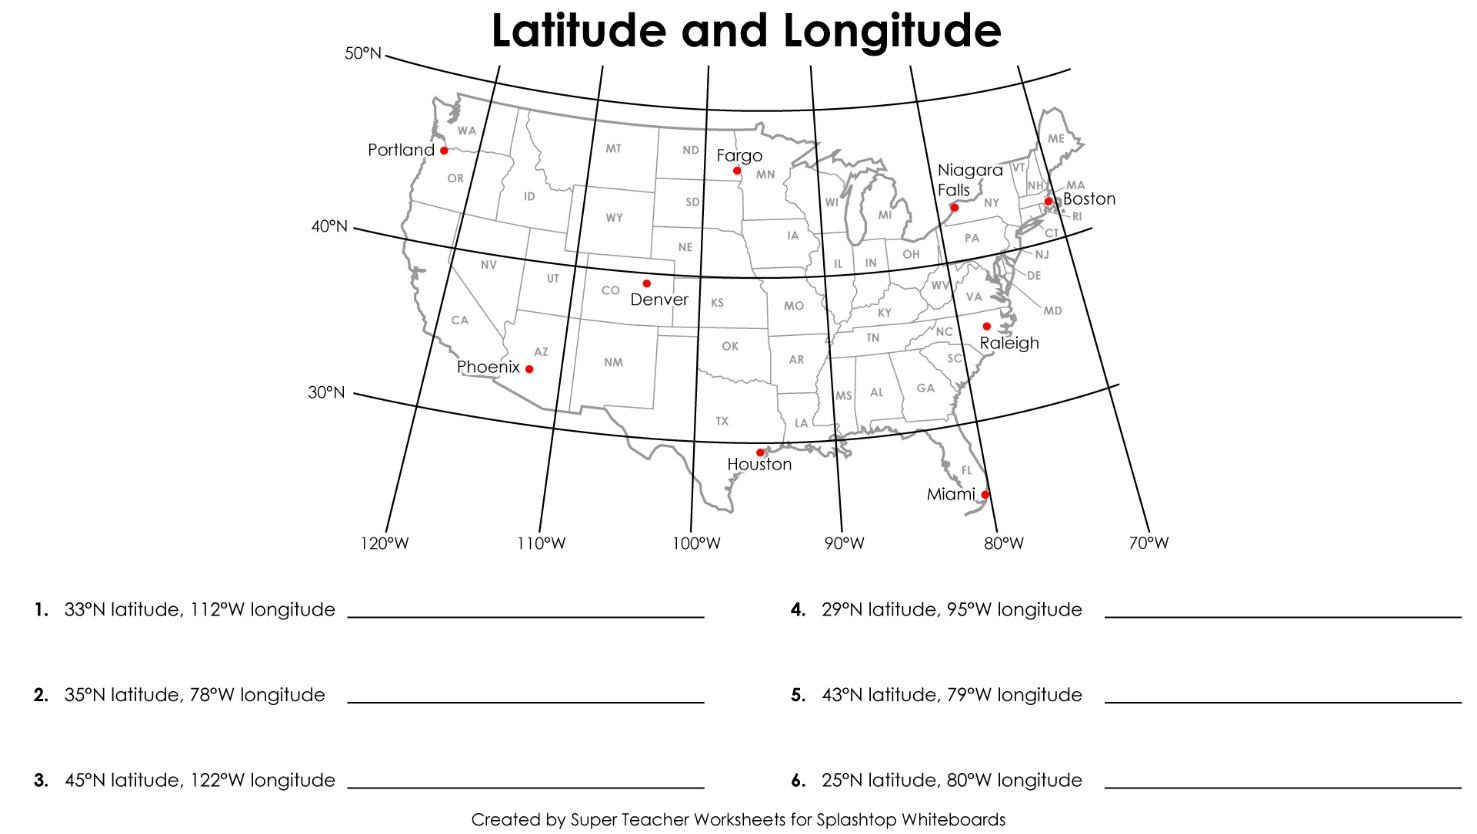 Latitude and Longitude
50°N
WA
Portland
MT
ND
Fargo
MN
OR
ID
SD
WY
WI
MI
Niagara
Falls
NY
VT
NH
ME
MA
Boston
RI
CT
40°N
NE
IA
PA
NJ
NV
UT
IL
IN
OH
DE
CO
Denver
KS
MO
WV
VA
MD
KY
CA
TN
NC
Raleigh
Phoenix
AZ
NM
OK
AR
SC
30°N
TX
LA
MS
AL
GA
Houston
FL
Miami
120°W 110°W 100°W 90°W 80°W 70°W
1. 33°N latitude, 112°W longitude
2. 35°N latitude, 78°W longitude
3. 45°N latitude, 122°W longitude
4. 29°N latitude, 95°W longitude
5. 43°N latitude, 79°W longitude
6. 25°N latitude, 80°W longitude
Created by Super Teacher Worksheets for Splashtop Whiteboards